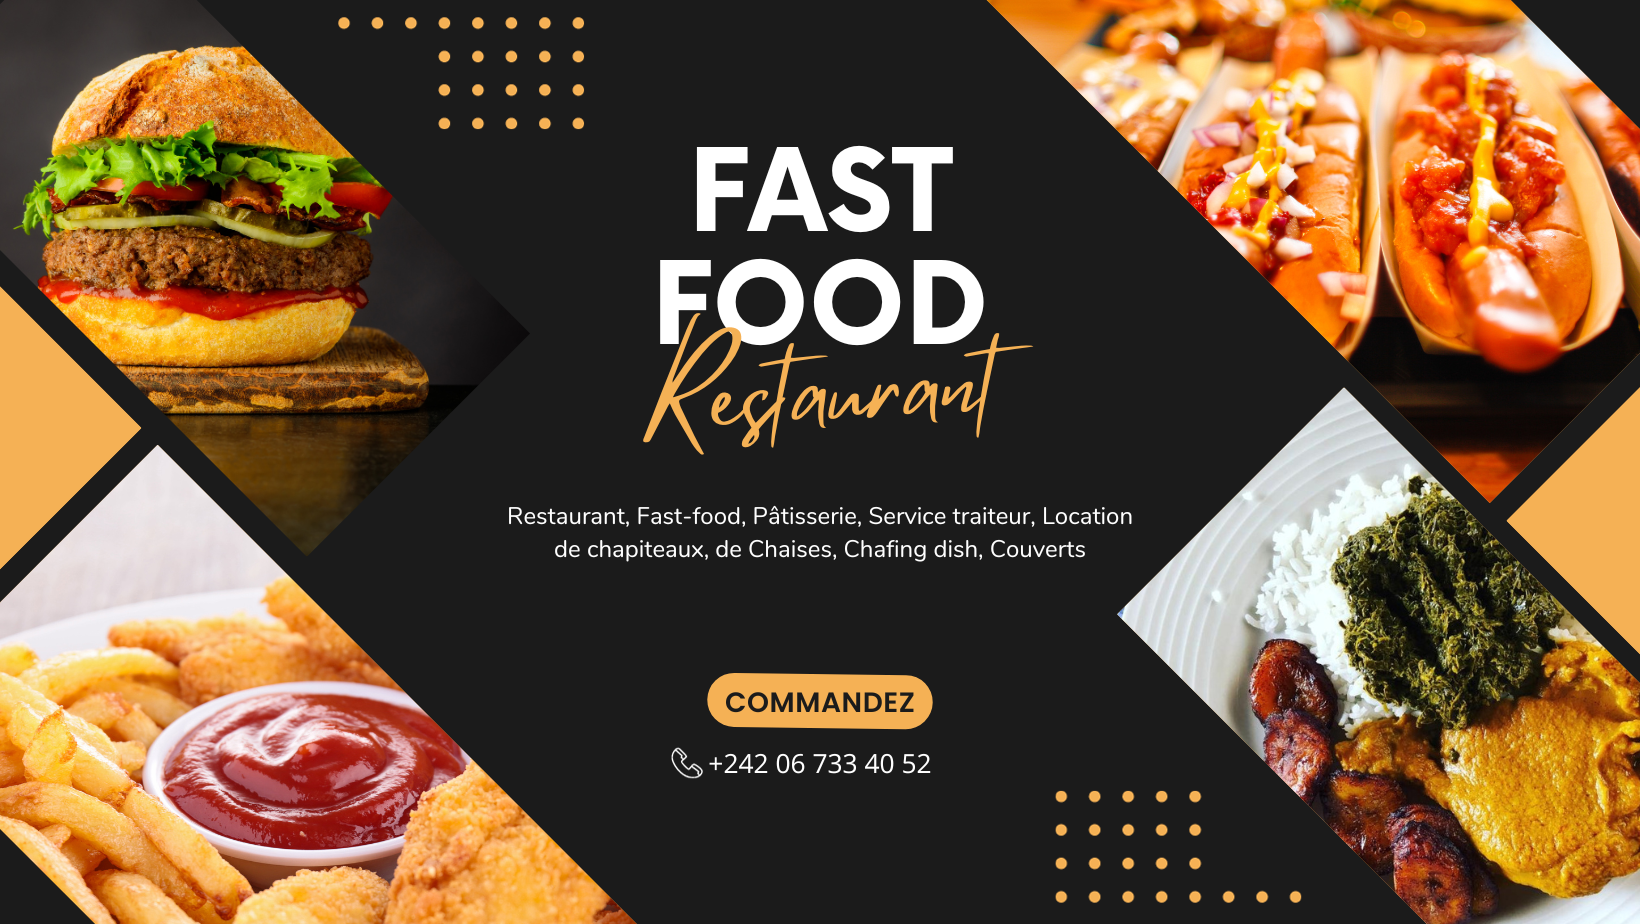 FAST
FOOD
Restaurant
Restaurant, Fast-food, Pâtisserie, Service traiteur, Location
de chapiteaux, de Chaises, Chafing dish, Couverts
COMMANDEZ
+242 06 733 40 52